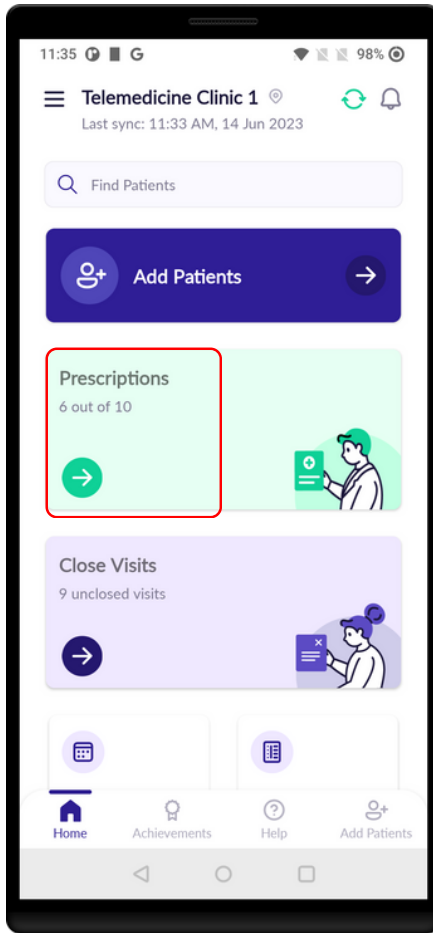 11:35 G 98%
Telemedicine Clinic 1
Last sync: 11:33 AM, 14 Jun 2023
Find Patients
Add Patients
Prescriptions
6 out of 10
Close Visits
9 unclosed visits
Home Achievements Help Add Patients